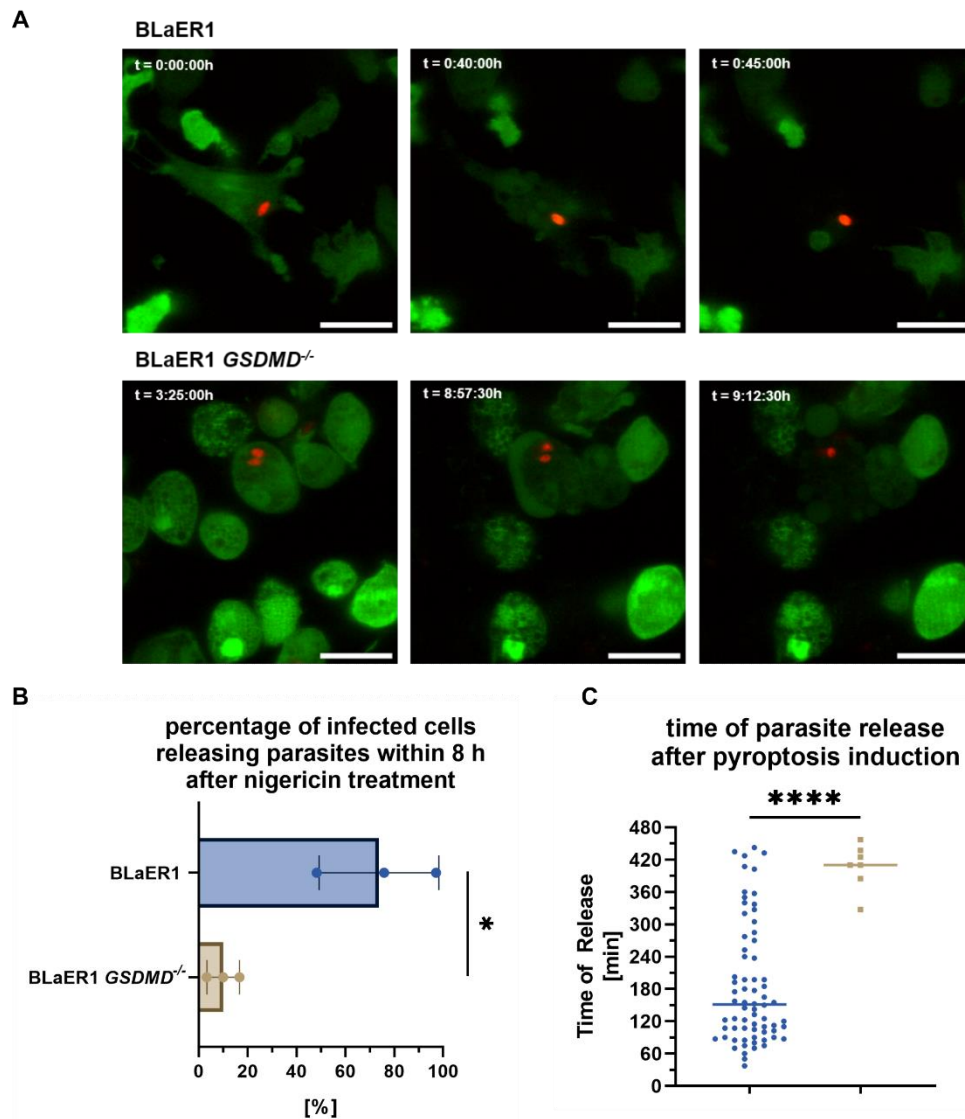 A
BLaER1
t = 0:00:00h
t = 0:40:00h
t = 0:45:00h
BLaER1 GSDMD-/-
t = 3:25:00h
t = 8:57:30h
t = 9:12:30h
B
percentage of infected cells
releasing parasites within 8 h
after nigericin treatment
BLaER1
BLaER1 GSDMD-/-
*
0 20 40 60 80 100
[%]
C
time of parasite release
after pyroptosis induction
****
Time of Release
[min]
480
420
360
300
240
180
120
60
0